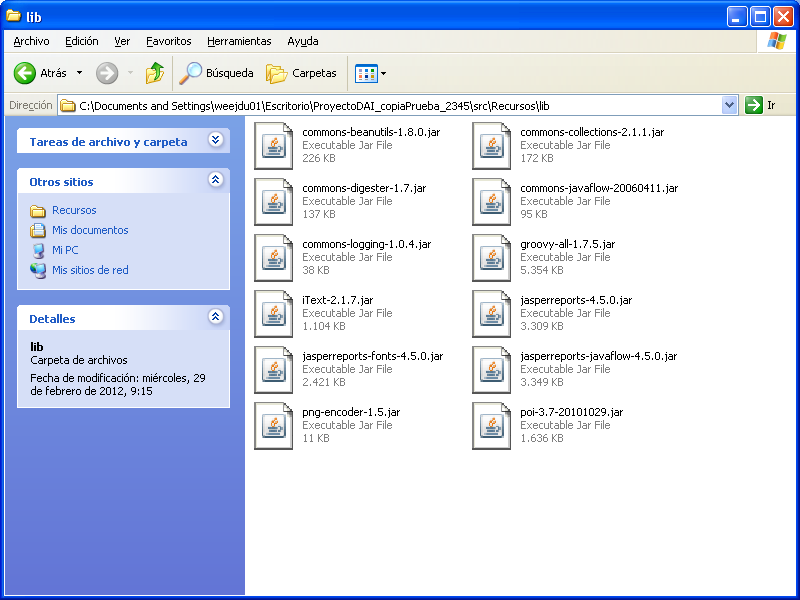 lib
Archivo Edición Ver Favoritos Herramientas Ayuda
Atrás Búsqueda Carpetas
Dirección C:\Documents and Settings\weejdu01\Escritorio\ProyectoDAI_copiaPrueba_2345\src\Recursos\lib Ir
Tareas de archivo y carpeta
Otros sitios
Recursos
Mis documentos
Mi PC
Mis sitios de red
Detalles
lib
Carpeta de archivos
Fecha de modificación: miércoles, 29
de febrero de 2012, 9:15
commons-beanutils-1.8.0.jar
Executable Jar File
226 KB
commons-collections-2.1.1.jar
Executable Jar File
172 KB
commons-digester-1.7.jar
Executable Jar File
137 KB
commons-javaflow-20060411.jar
Executable Jar File
95 KB
commons-logging-1.0.4.jar
Executable Jar File
38 KB
groovy-all-1.7.5.jar
Executable Jar File
5.354 KB
iText-2.1.7.jar
Executable Jar File
1.104 KB
jasperreports-4.5.0.jar
Executable Jar File
3.309 KB
jasperreports-fonts-4.5.0.jar
Executable Jar File
2.421 KB
jasperreports-javaflow-4.5.0.jar
Executable Jar File
3.349 KB
png-encoder-1.5.jar
Executable Jar File
11 KB
poi-3.7-20101029.jar
Executable Jar File
1.636 KB